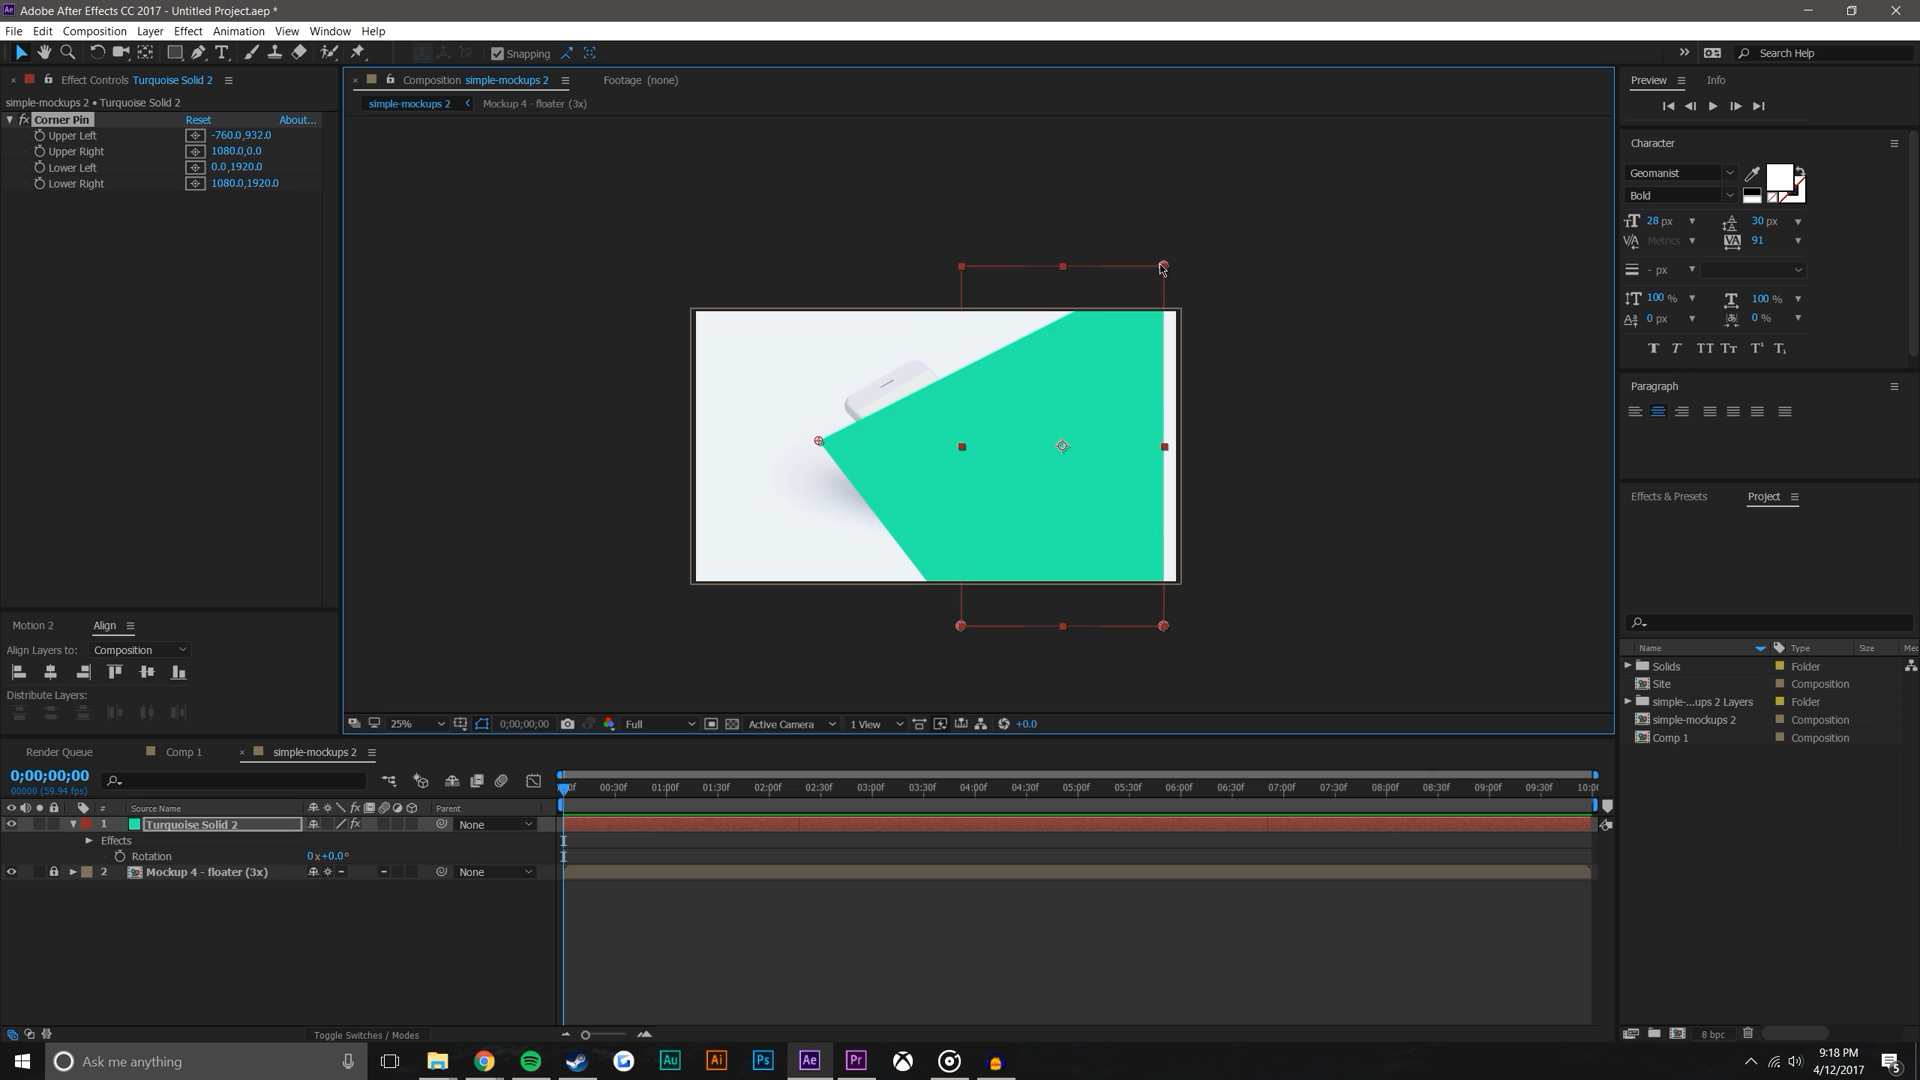 Adobe After Effects CC 2017 - Untitled Project.aep *
File Edit Composition Layer Effect Animation View Window Help
Snapping
Search Help
Effect Controls Turquoise Solid 2
simple-mockups 2 • Turquoise Solid 2
fx Corner Pin Reset About...
Upper Left -760.0,932.0
Upper Right 1080.0,0.0
Lower Left 0.0,1920.0
Lower Right 1080.0,1920.0
Composition simple-mockups 2
Footage (none)
simple-mockups 2
Mockup 4 - floater (3x)
Preview
Info
Character
Geomanist
Bold
28 px 30 px
Metrics 91
- px
100 % 100 %
0 px 0 %
Paragraph
Effects & Presets
Project
Name Type Size
Solids Folder
Site Composition
simple-...ups 2 Layers Folder
simple-mockups 2 Composition
Comp 1 Composition
8 bpc
Motion 2
Align
Align Layers to: Composition
Distribute Layers:
25% 0;00;00;00 Full Active Camera 1 View +0.0
Render Queue
Comp 1
simple-mockups 2
0;00;00;00
00000 (59.94 fps)
00:30f 01:00f 01:30f 02:00f 02:30f 03:00f 03:30f 04:00f 04:30f 05:00f 05:30f 06:00f 06:30f 07:00f 07:30f 08:00f 08:30f 09:00f 09:30f
# Source Name Parent
1 Turquoise Solid 2 None
Effects
Rotation 0x+0.0°
2 Mockup 4 - floater (3x) None
Toggle Switches / Modes
Ask me anything
Au Ai Ps Ae Pr
9:18 PM
4/12/2017
5